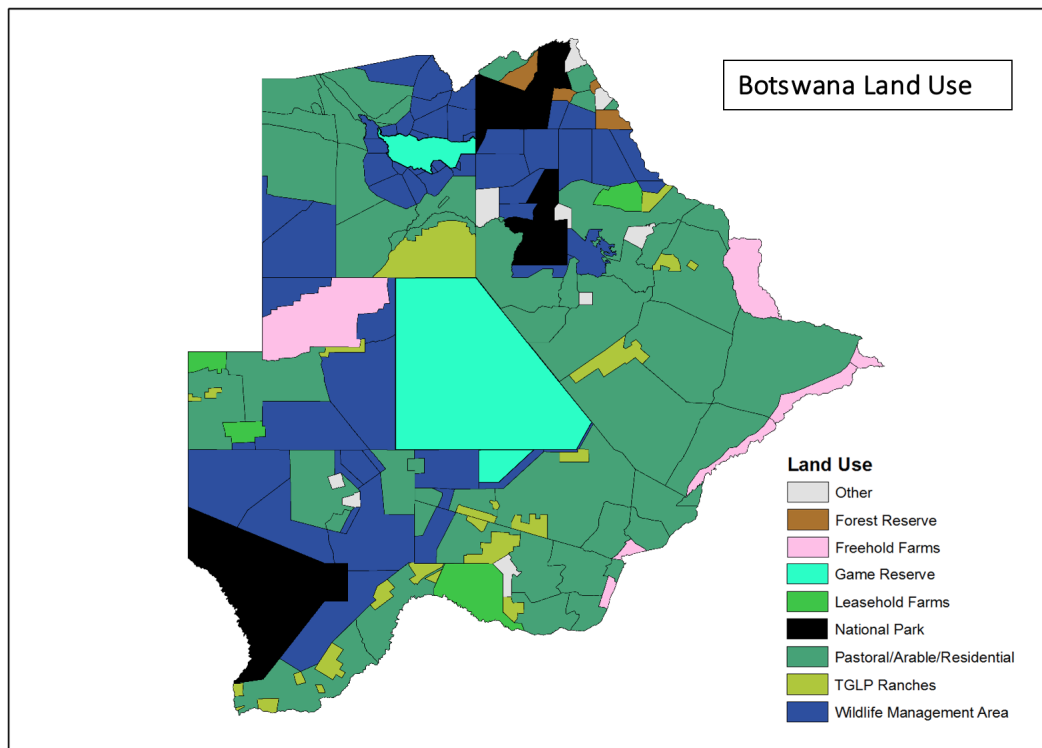 Botswana Land Use
Land Use
Other
Forest Reserve
Freehold Farms
Game Reserve
Leasehold Farms
National Park
Pastoral/Arable/Residential
TGLP Ranches
Wildlife Management Area